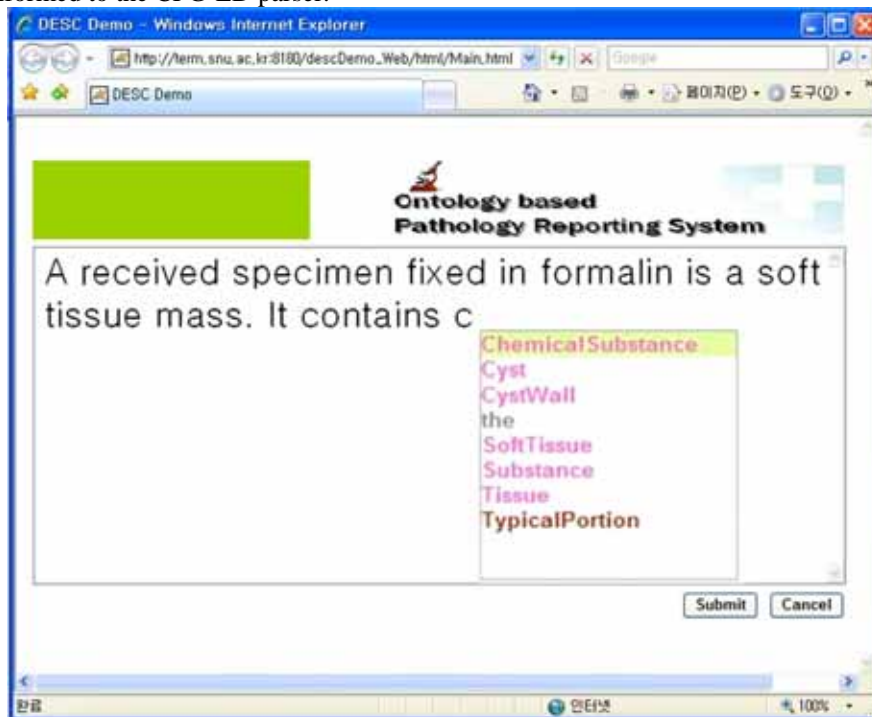 DESC Demo - Windows Internet Explorer
http://term.snu.ac.kr:8180/descDemo_Web/html/Main.html
Google
DESC Demo
페이지(P)
도구(O)
Ontology based
Pathology Reporting System
A received specimen fixed in formalin is a soft
tissue mass. It contains c
ChemicalSubstance
Cyst
CystWall
the
SoftTissue
Substance
Tissue
TypicalPortion
Submit
Cancel
완료
인터넷
100%